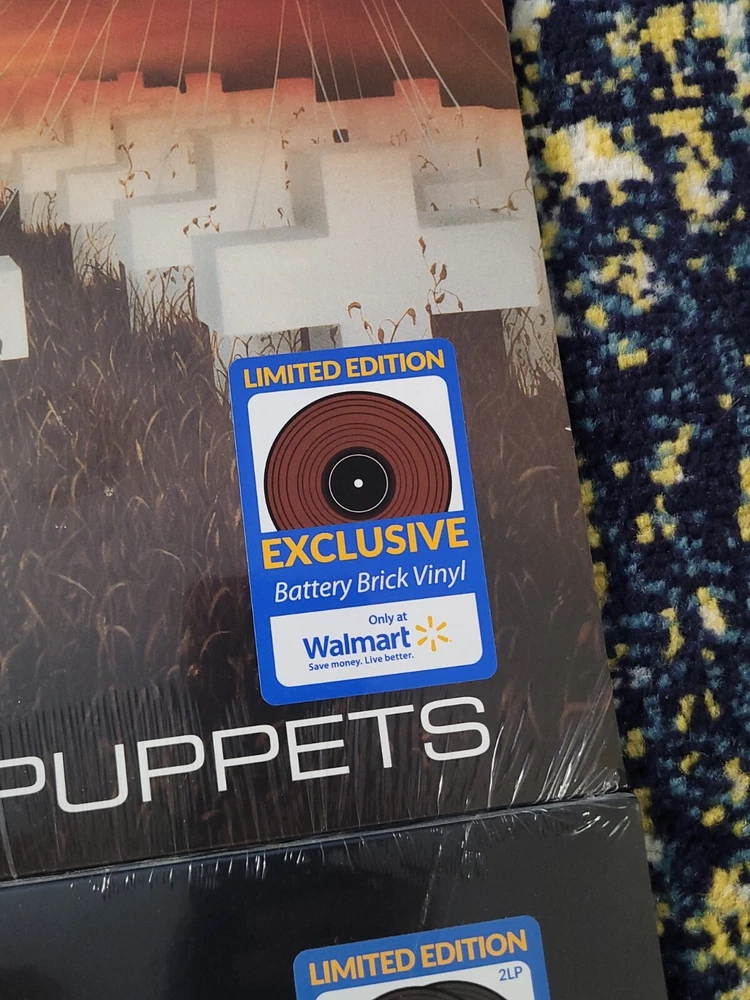 LIMITED EDITION
EXCLUSIVE
Battery Brick Vinyl
Only at
Walmart
Save money. Live better.
PUPPETS
LIMITED EDITION
2LP